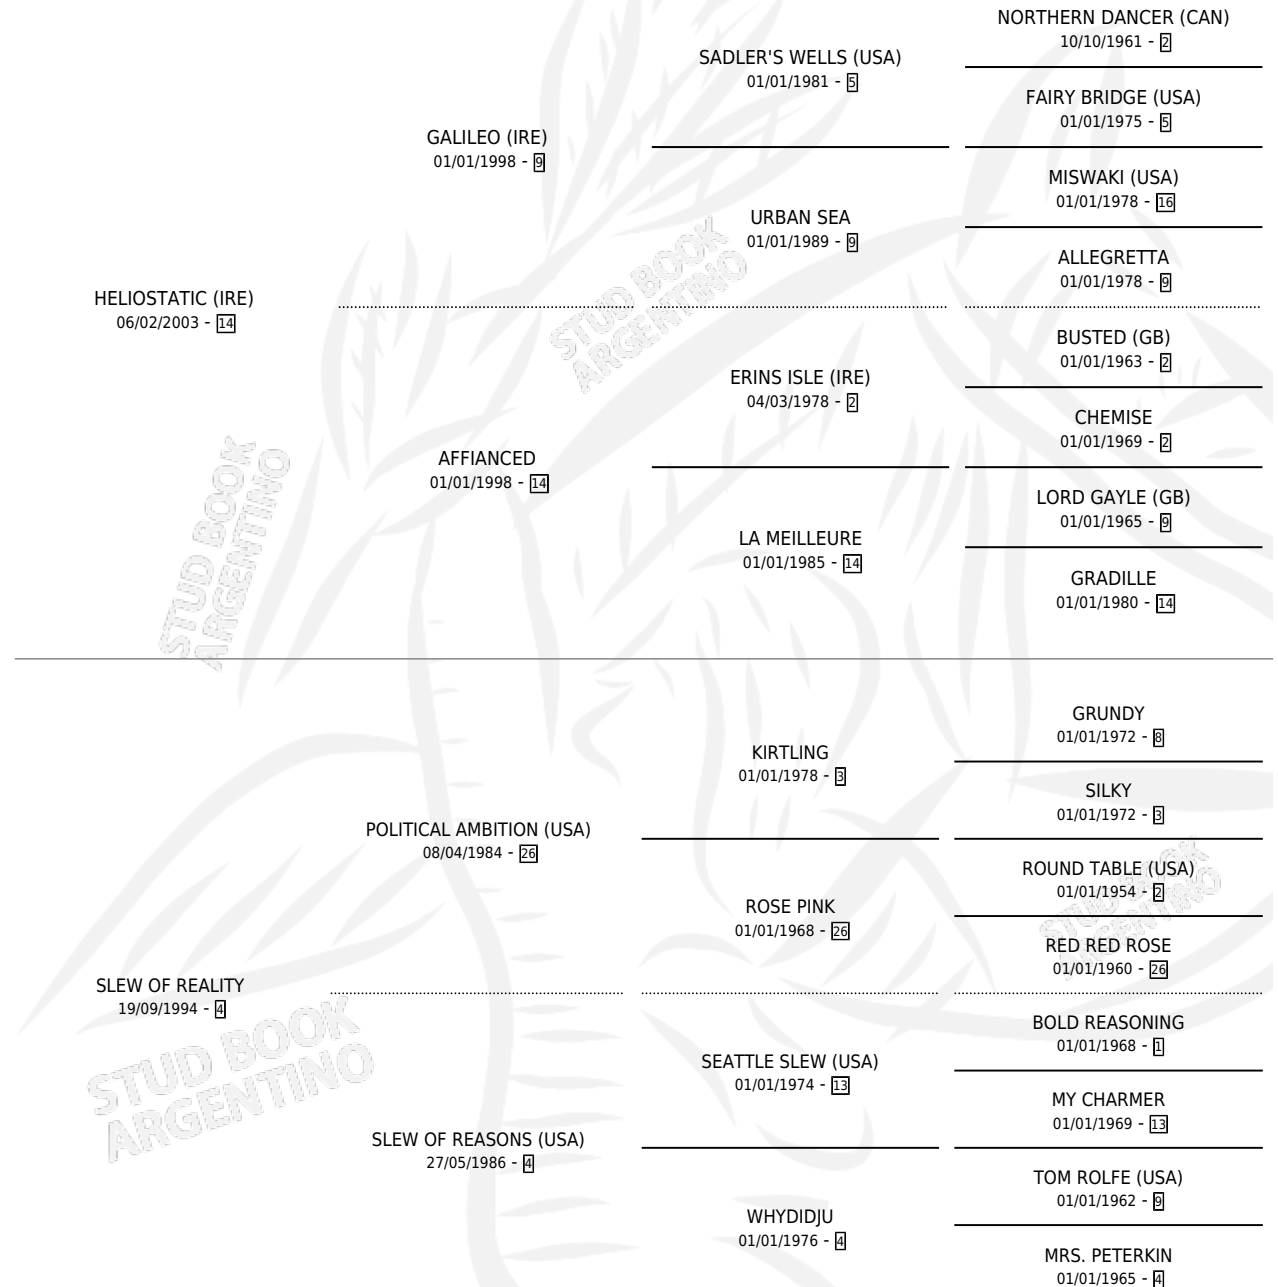 NORTHERN DANCER (CAN)
10/10/1961 - 2
SADLER'S WELLS (USA)
01/01/1981 - 5
FAIRY BRIDGE (USA)
01/01/1975 - 5
GALILEO (IRE)
01/01/1998 - 9
MISWAKI (USA)
01/01/1978 - 16
URBAN SEA
01/01/1989 - 9
ALLEGRETTA
01/01/1978 - 9
HELIOSTATIC (IRE)
06/02/2003 - 14
BUSTED (GB)
01/01/1963 - 2
ERINS ISLE (IRE)
04/03/1978 - 2
CHEMISE
01/01/1969 - 2
AFFIANCED
01/01/1998 - 14
LORD GAYLE (GB)
01/01/1965 - 9
LA MEILLEURE
01/01/1985 - 14
GRADILLE
01/01/1980 - 14
GRUNDY
01/01/1972 - 8
KIRTLING
01/01/1978 - 3
SILKY
01/01/1972 - 3
POLITICAL AMBITION (USA)
08/04/1984 - 26
ROUND TABLE (USA)
01/01/1954 - 2
ROSE PINK
01/01/1968 - 26
RED RED ROSE
01/01/1960 - 26
SLEW OF REALITY
19/09/1994 - 4
BOLD REASONING
01/01/1968 - 1
SEATTLE SLEW (USA)
01/01/1974 - 13
MY CHARMER
01/01/1969 - 13
SLEW OF REASONS (USA)
27/05/1986 - 4
TOM ROLFE (USA)
01/01/1962 - 9
WHYDIDJU
01/01/1976 - 4
MRS. PETERKIN
01/01/1965 - 4
STUD BOOK
ARGENTINO
STUD BOOK
ARGENTINO
STUD BOOK
ARGENTINO
STUD BOOK
ARGENTINO